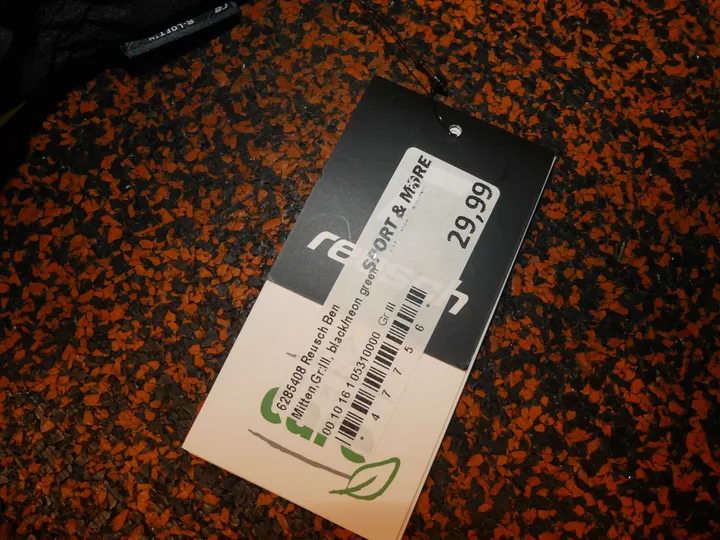 R-LOFT™
SPORT & MORE
29,99
6285408 Reusch Ben
Mitten,Gr:III, black/neon green
00 10 16 1 05310000 Gr III
* 4 7 7 5 6 *